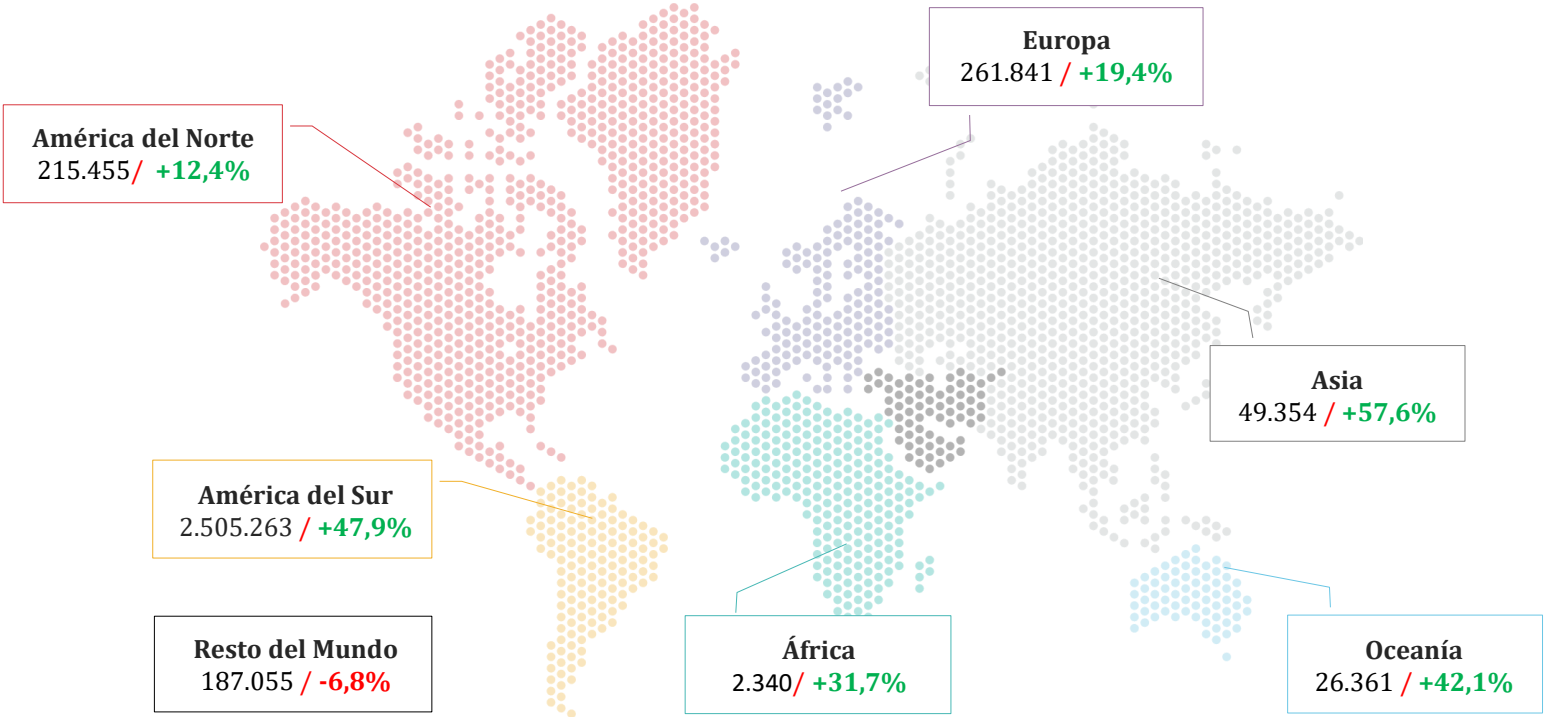 Europa
261.841 / +19,4%
América del Norte
215.455/ +12,4%
Asia
49.354 / +57,6%
América del Sur
2.505.263 / +47,9%
Resto del Mundo
187.055 / -6,8%
África
2.340/ +31,7%
Oceanía
26.361 / +42,1%